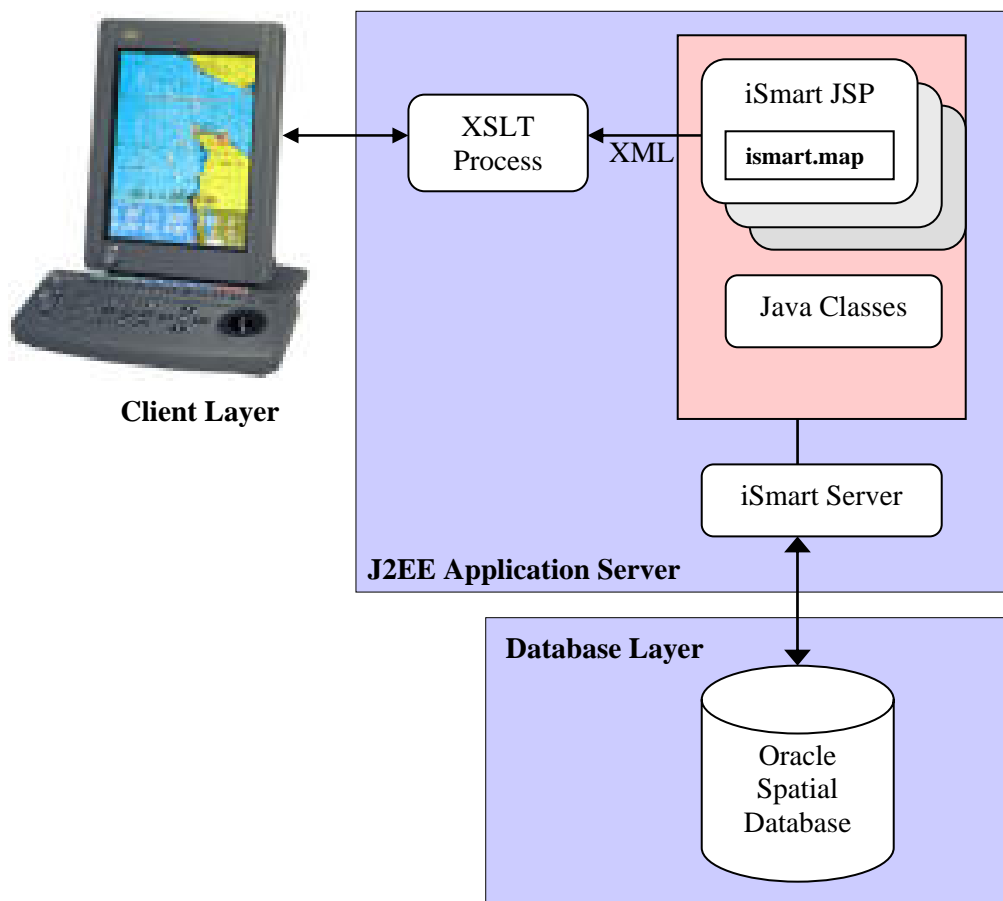 iSmart JSP
XSLT
Process
XML
ismart.map
Java Classes
Client Layer
iSmart Server
J2EE Application Server
Database Layer
Oracle
Spatial
Database